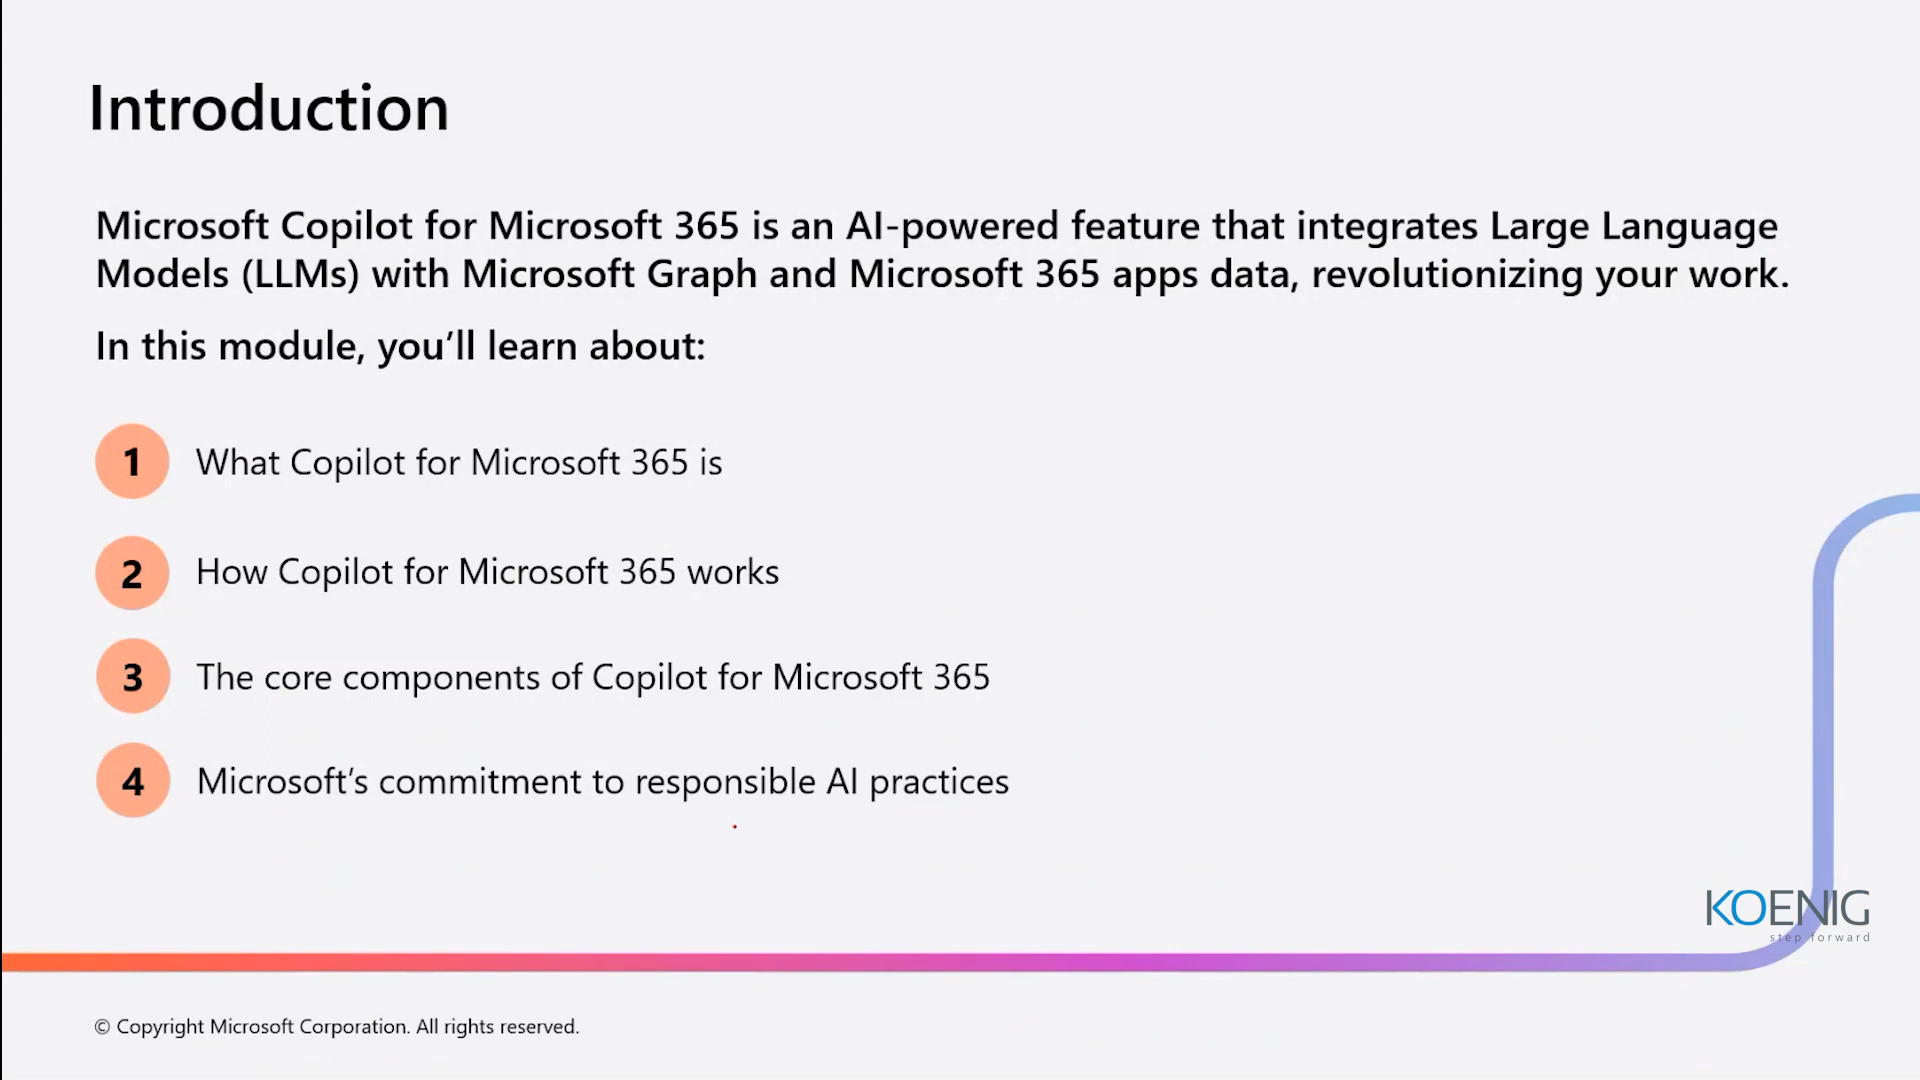 Introduction
Microsoft Copilot for Microsoft 365 is an AI-powered feature that integrates Large Language
Models (LLMs) with Microsoft Graph and Microsoft 365 apps data, revolutionizing your work.
In this module, you’ll learn about:
1 What Copilot for Microsoft 365 is
2 How Copilot for Microsoft 365 works
3 The core components of Copilot for Microsoft 365
4 Microsoft’s commitment to responsible AI practices
KOENIG
step forward
© Copyright Microsoft Corporation. All rights reserved.